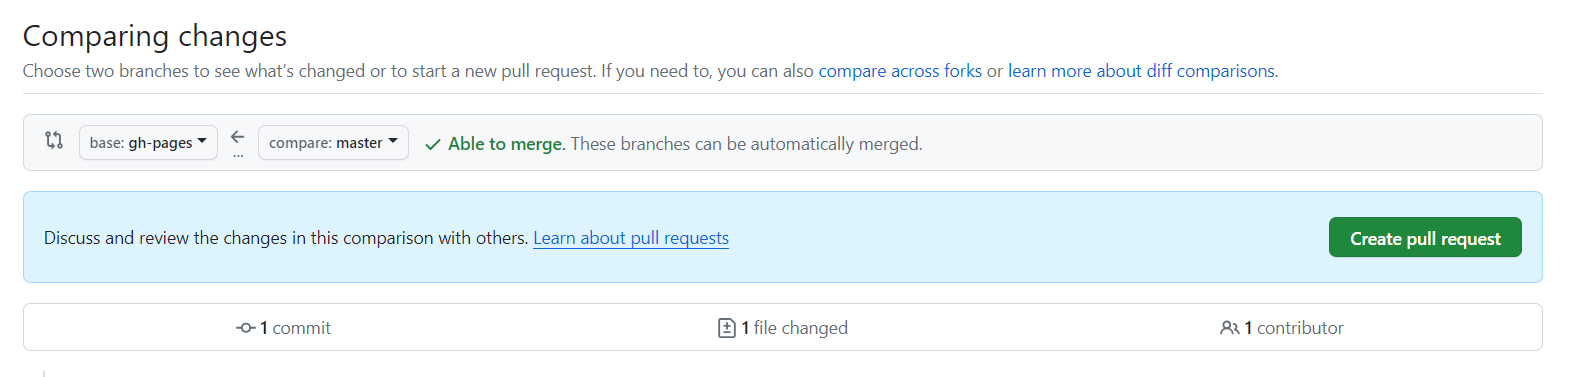 Comparing changes
Choose two branches to see what’s changed or to start a new pull request. If you need to, you can also compare across forks or learn more about diff comparisons.
base: gh-pages ... compare: master Able to merge. These branches can be automatically merged.
Discuss and review the changes in this comparison with others. Learn about pull requests Create pull request
1 commit 1 file changed 1 contributor